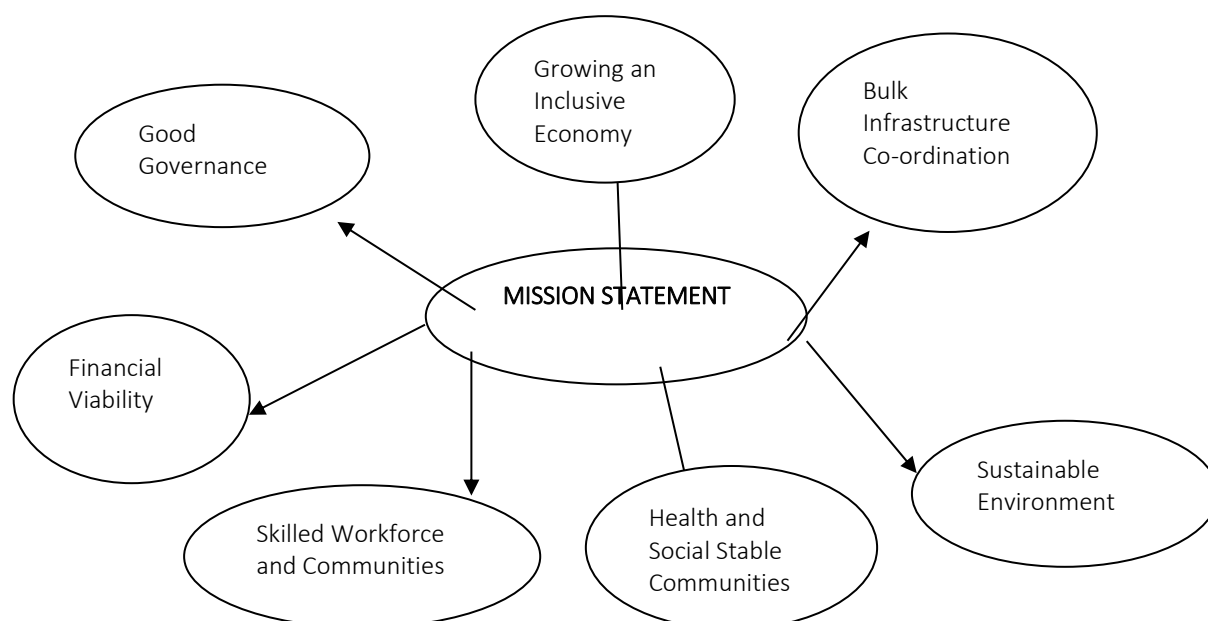 Growing an
Inclusive
Economy
Bulk
Infrastructure
Co-ordination
Good
Governance
MISSION STATEMENT
Financial
Viability
Sustainable
Environment
Skilled Workforce
and Communities
Health and
Social Stable
Communities